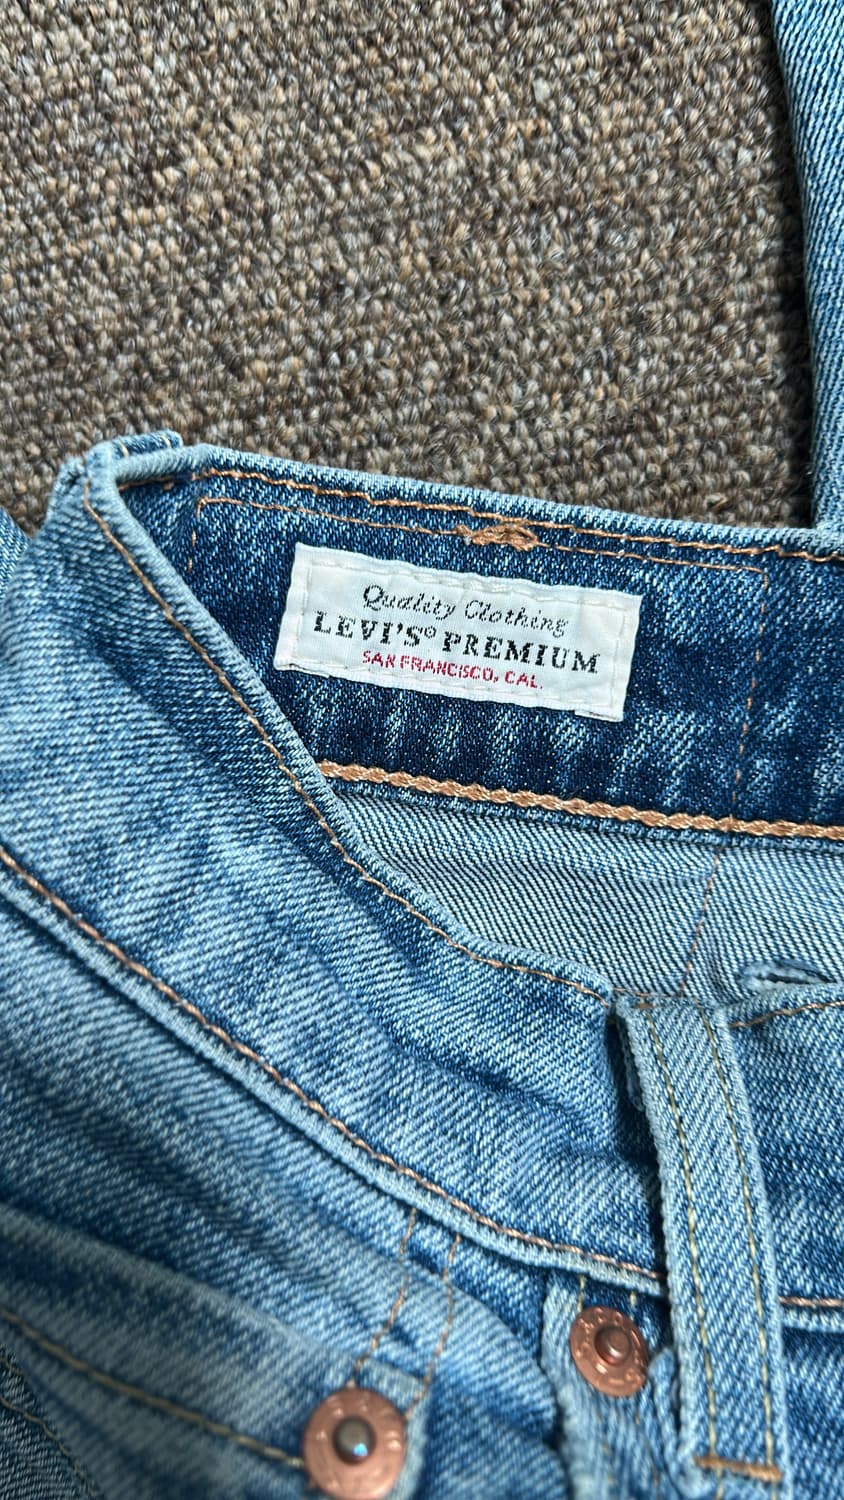 Quality Clothing
LEVI'S® PREMIUM
SAN FRANCISCO, CAL.